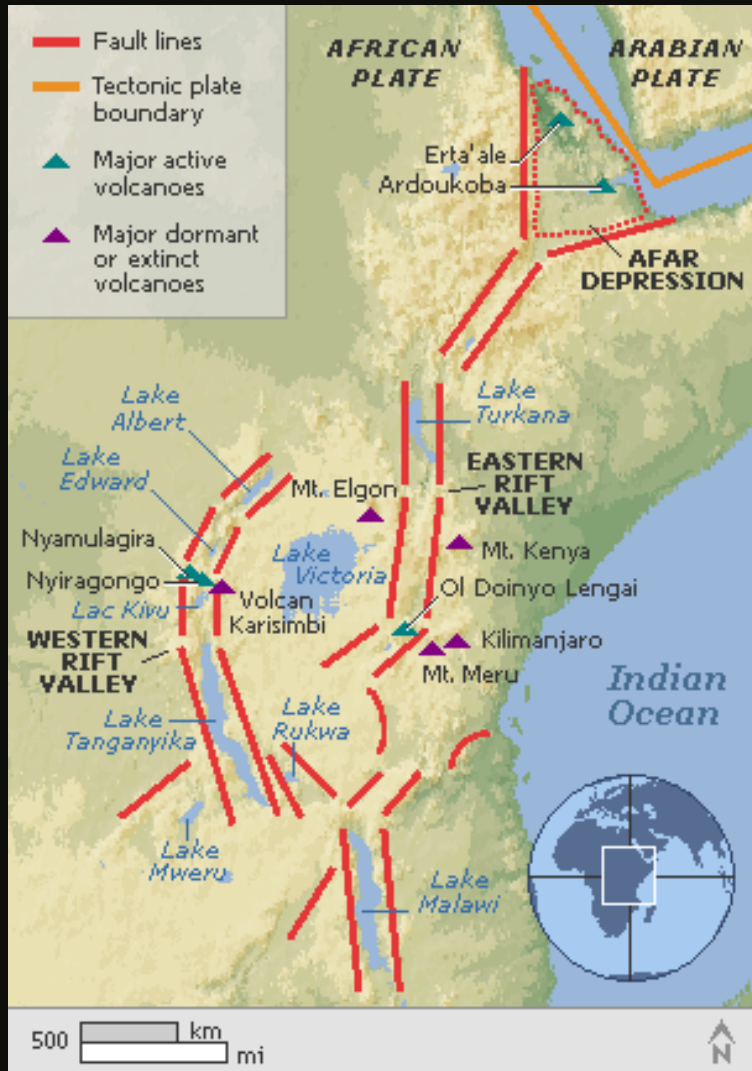 Fault lines
Tectonic plate
boundary
Major active
volcanoes
Major dormant
or extinct
volcanoes
AFRICAN
PLATE
ARABIAN
PLATE
Erta'ale
Ardoukoba
AFAR
DEPRESSION
Lake
Albert
Lake
Turkana
Lake
Edward
EASTERN
RIFT
VALLEY
Mt. Elgon
Nyamulagira
Lake
Victoria
Mt. Kenya
Nyiragongo
Ol Doinyo Lengai
Lac Kivu
Volcan
Karisimbi
WESTERN
RIFT
VALLEY
Kilimanjaro
Mt. Meru
Indian
Ocean
Lake
Tanganyika
Lake
Rukwa
Lake
Mweru
Lake
Malawi
500
km
mi
N